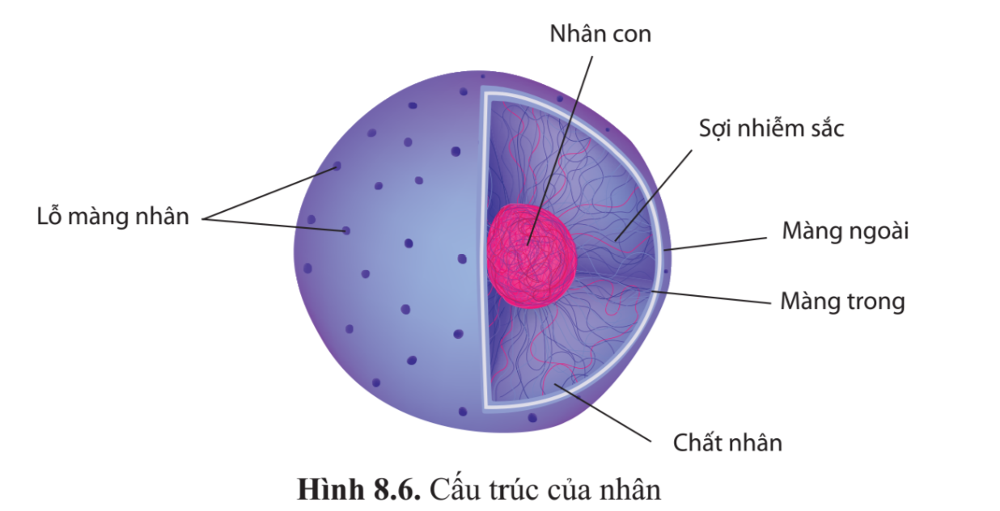 Nhân con
Sợi nhiễm sắc
Lỗ màng nhân
Màng ngoài
Màng trong
Chất nhân
Hình 8.6. Cấu trúc của nhân